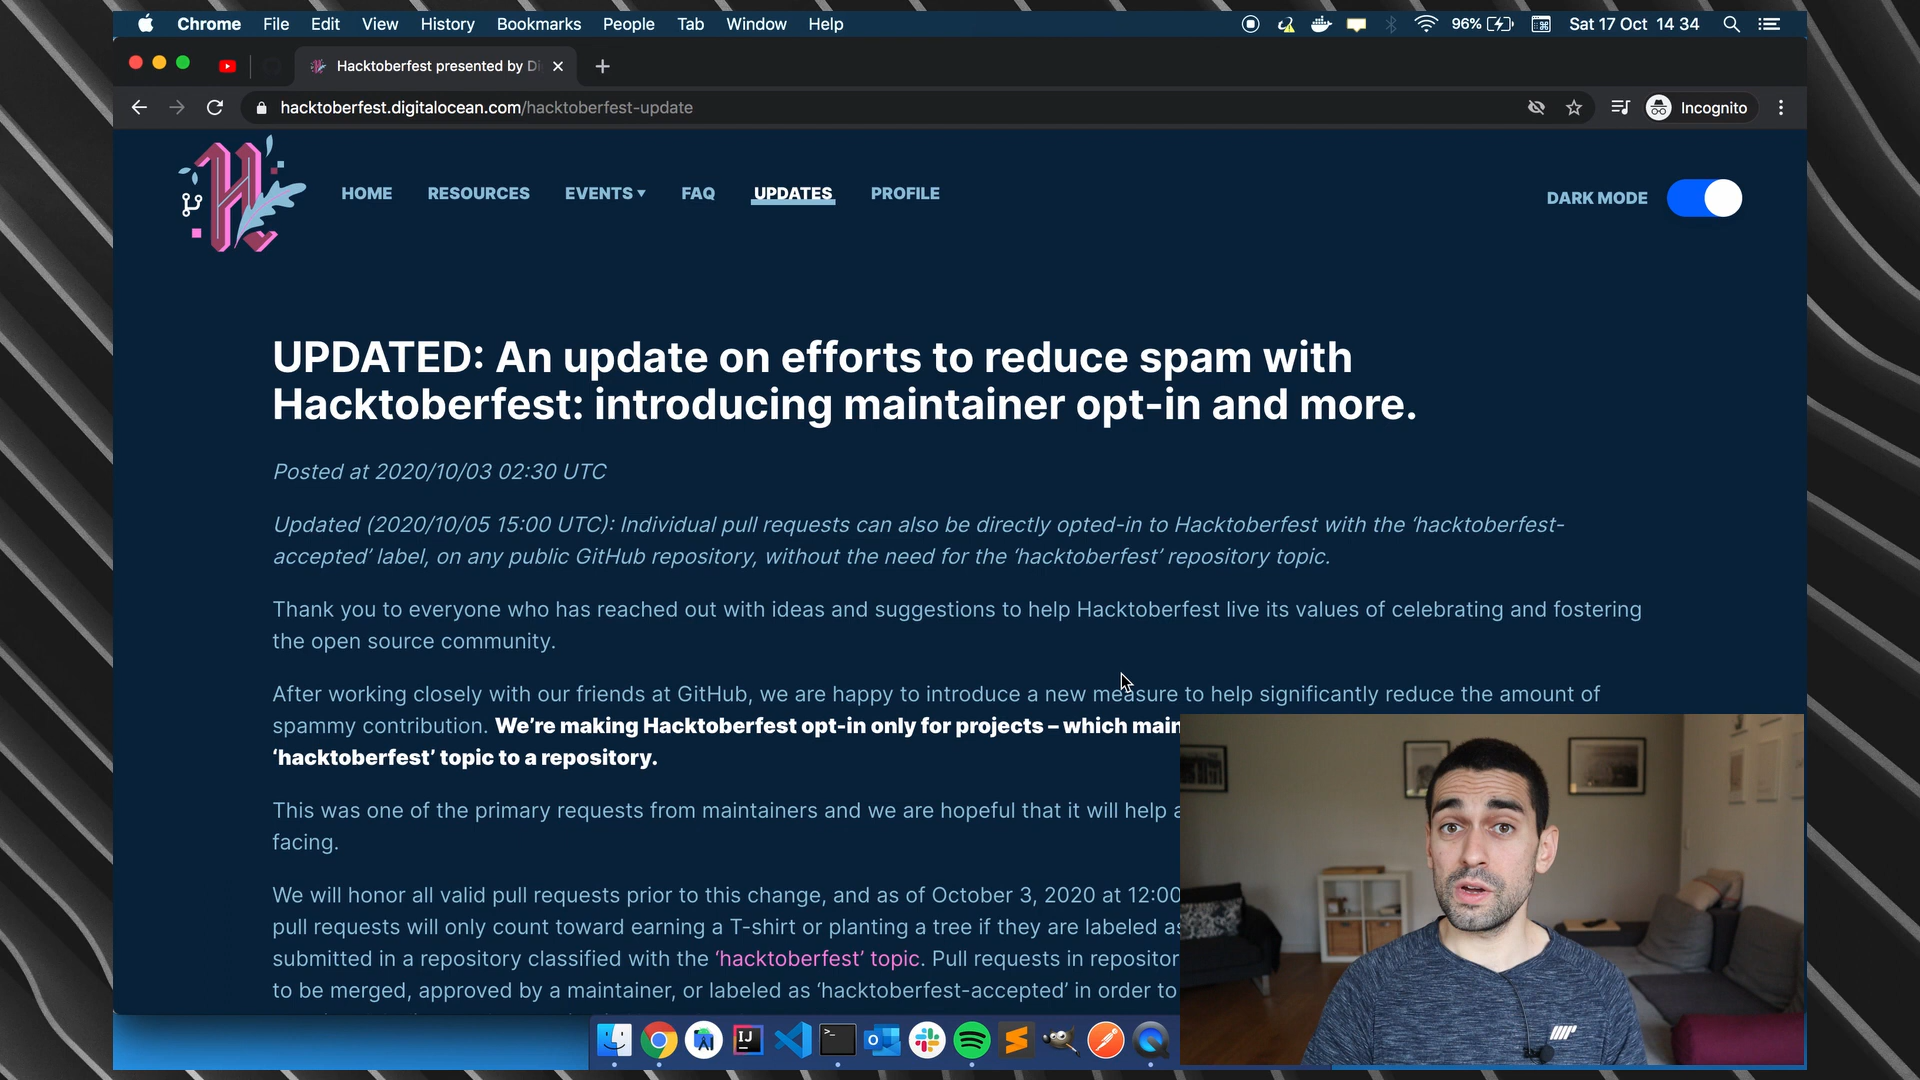 Chrome File Edit View History Bookmarks People Tab Window Help 96% Sat 17 Oct 14 34
Hacktoberfest presented by Di
hacktoberfest.digitalocean.com/hacktoberfest-update Incognito
HOME RESOURCES EVENTS FAQ UPDATES PROFILE DARK MODE
UPDATED: An update on efforts to reduce spam with
Hacktoberfest: introducing maintainer opt-in and more.
Posted at 2020/10/03 02:30 UTC
Updated (2020/10/05 15:00 UTC): Individual pull requests can also be directly opted-in to Hacktoberfest with the ‘hacktoberfest-
accepted’ label, on any public GitHub repository, without the need for the ‘hacktoberfest’ repository topic.
Thank you to everyone who has reached out with ideas and suggestions to help Hacktoberfest live its values of celebrating and fostering
the open source community.
After working closely with our friends at GitHub, we are happy to introduce a new measure to help significantly reduce the amount of
spammy contribution. We’re making Hacktoberfest opt-in only for projects – which main
‘hacktoberfest’ topic to a repository.
This was one of the primary requests from maintainers and we are hopeful that it will help a
facing.
We will honor all valid pull requests prior to this change, and as of October 3, 2020 at 12:00
pull requests will only count toward earning a T-shirt or planting a tree if they are labeled as
submitted in a repository classified with the ‘hacktoberfest’ topic. Pull requests in repositor
to be merged, approved by a maintainer, or labeled as ‘hacktoberfest-accepted’ in order to
IJ